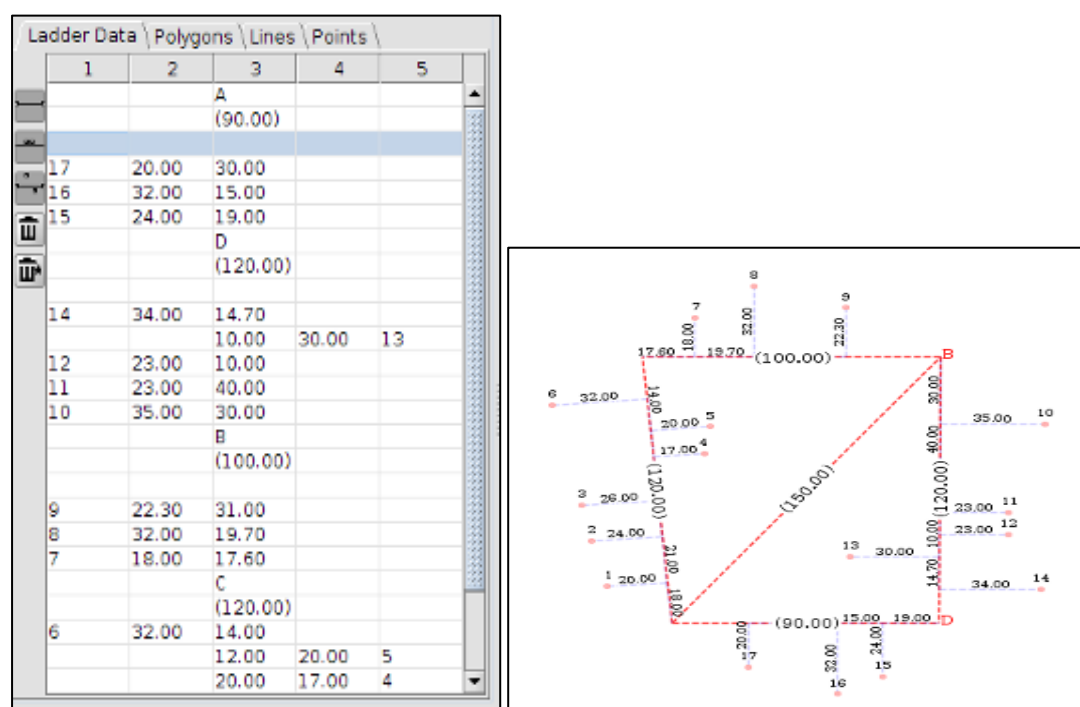 Ladder Data Polygons Lines Points
1 2 3 4 5
A
(90.00)
17 20.00 30.00
16 32.00 15.00
15 24.00 19.00
D
(120.00)
14 34.00 14.70
10.00 30.00 13
12 23.00 10.00
11 23.00 40.00
10 35.00 30.00
B
(100.00)
9 22.30 31.00
8 32.00 19.70
7 18.00 17.60
C
(120.00)
6 32.00 14.00
12.00 20.00 5
20.00 17.00 4
8
7 9
18.00 32.00 22.30
17.60 19.70 (100.00) B
6 32.00 14.00 30.00
20.00 5 35.00 10
17.00 4 40.00
(120.00) (150.00) (120.00)
3 26.00 23.00 11
2 24.00 10.00 23.00 12
21.00 13 30.00
1 20.00 18.00 14.70 34.00 14
(90.00) 15.00 19.00 D
20.00 32.00 24.00
17 15
16